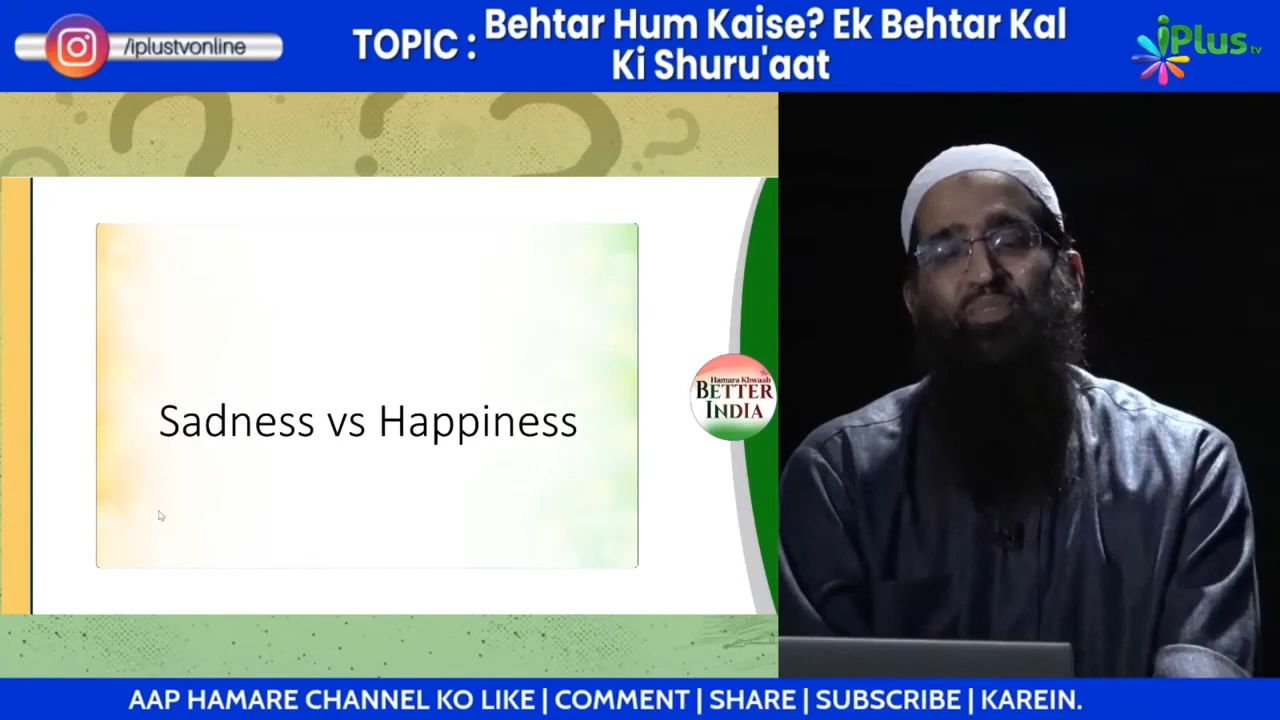 /iplustvonline
TOPIC :
Behtar Hum Kaise? Ek Behtar Kal
Ki Shuru'aat
iPlus tv
Sadness vs Happiness
Hamara Khwaab
BETTER
INDIA
AAP HAMARE CHANNEL KO LIKE | COMMENT | SHARE | SUBSCRIBE | KAREIN.